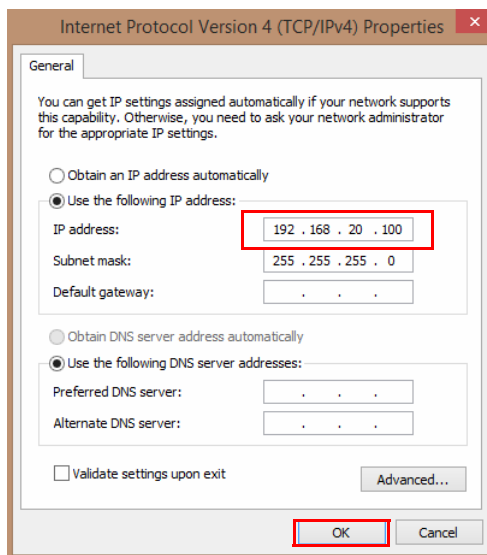 Internet Protocol Version 4 (TCP/IPv4) Properties
General
You can get IP settings assigned automatically if your network supports
this capability. Otherwise, you need to ask your network administrator
for the appropriate IP settings.
Obtain an IP address automatically
Use the following IP address:
IP address: 192 . 168 . 20 . 100
Subnet mask: 255 . 255 . 255 . 0
Default gateway: . . .
Obtain DNS server address automatically
Use the following DNS server addresses:
Preferred DNS server: . . .
Alternate DNS server: . . .
Validate settings upon exit
Advanced...
OK Cancel